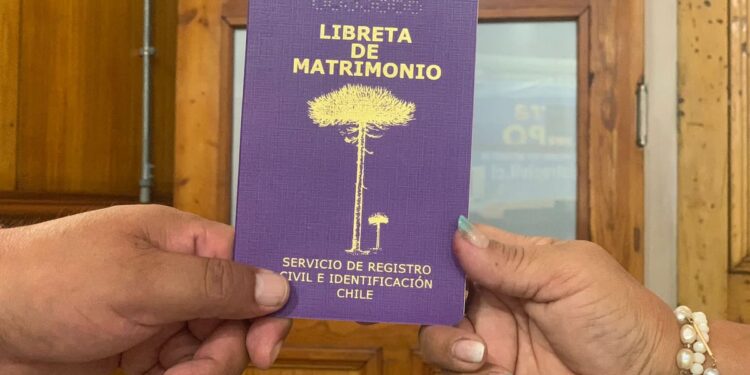 LIBRETA
DE
MATRIMONIO
SERVICIO DE REGISTRO
CIVIL E IDENTIFICACIÓN
CHILE